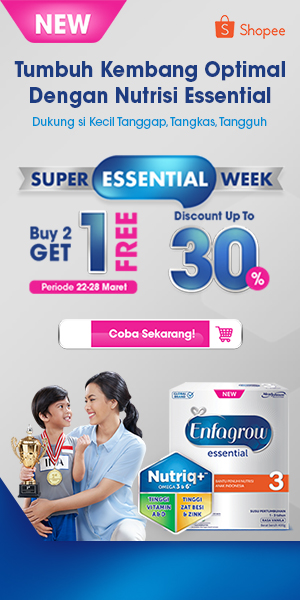 NEW
Shopee
Tumbuh Kembang Optimal
Dengan Nutrisi Essential
Dukung si Kecil Tanggap, Tangkas, Tangguh
SUPER ESSENTIAL WEEK
Buy 2
GET 1 FREE
Periode 22-28 Maret
Discount Up To
30%
Coba Sekarang!
NEW
Enfagrow
essential
3
INA
Nutriq+
OMEGA 3 & 6
TINGGI
VITAMIN
A & D
TINGGI
ZAT BESI
& ZINK